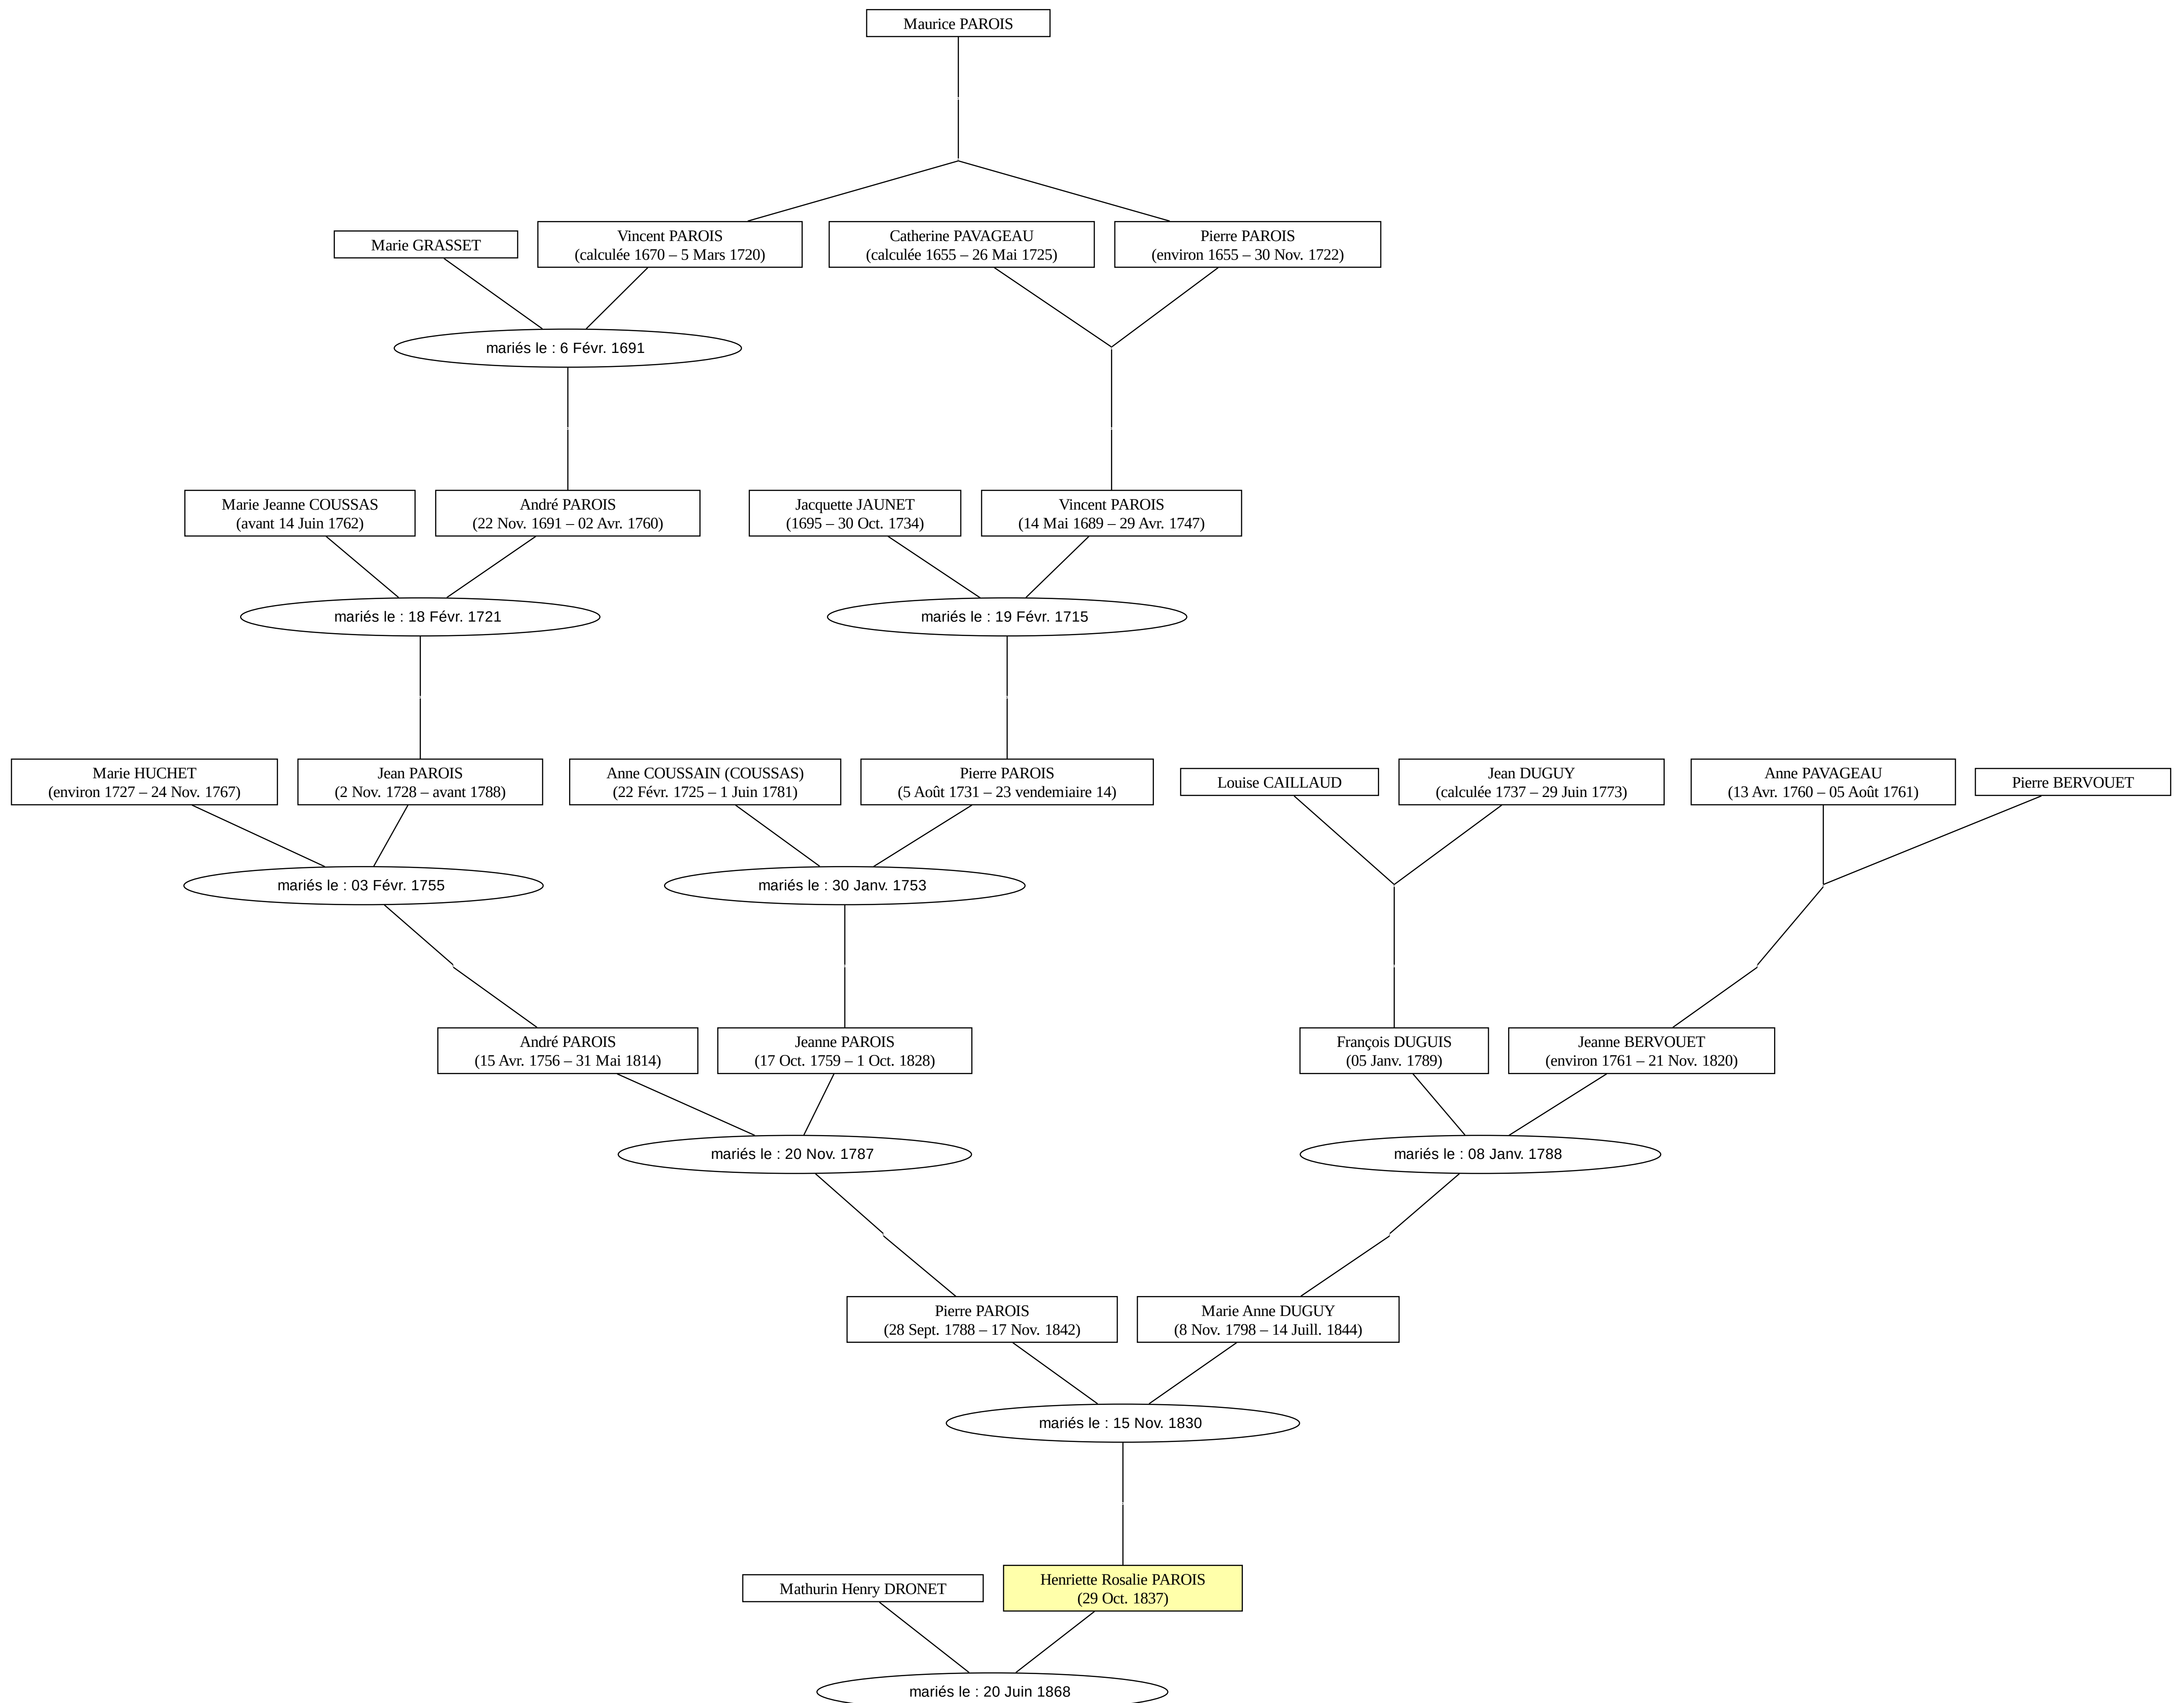 Maurice PAROIS
Marie GRASSET
Vincent PAROIS
(calculée 1670 – 5 Mars 1720)
Catherine PAVAGEAU
(calculée 1655 – 26 Mai 1725)
Pierre PAROIS
(environ 1655 – 30 Nov. 1722)
mariés le : 6 Févr. 1691
Marie Jeanne COUSSAS
(avant 14 Juin 1762)
André PAROIS
(22 Nov. 1691 – 02 Avr. 1760)
Jacquette JAUNET
(1695 – 30 Oct. 1734)
Vincent PAROIS
(14 Mai 1689 – 29 Avr. 1747)
mariés le : 18 Févr. 1721
mariés le : 19 Févr. 1715
Marie HUCHET
(environ 1727 – 24 Nov. 1767)
Jean PAROIS
(2 Nov. 1728 – avant 1788)
Anne COUSSAIN (COUSSAS)
(22 Févr. 1725 – 1 Juin 1781)
Pierre PAROIS
(5 Août 1731 – 23 vendemiaire 14)
Louise CAILLAUD
Jean DUGUY
(calculée 1737 – 29 Juin 1773)
Anne PAVAGEAU
(13 Avr. 1760 – 05 Août 1761)
Pierre BERVOUET
mariés le : 03 Févr. 1755
mariés le : 30 Janv. 1753
André PAROIS
(15 Avr. 1756 – 31 Mai 1814)
Jeanne PAROIS
(17 Oct. 1759 – 1 Oct. 1828)
François DUGUIS
(05 Janv. 1789)
Jeanne BERVOUET
(environ 1761 – 21 Nov. 1820)
mariés le : 20 Nov. 1787
mariés le : 08 Janv. 1788
Pierre PAROIS
(28 Sept. 1788 – 17 Nov. 1842)
Marie Anne DUGUY
(8 Nov. 1798 – 14 Juill. 1844)
mariés le : 15 Nov. 1830
Mathurin Henry DRONET
Henriette Rosalie PAROIS
(29 Oct. 1837)
mariés le : 20 Juin 1868